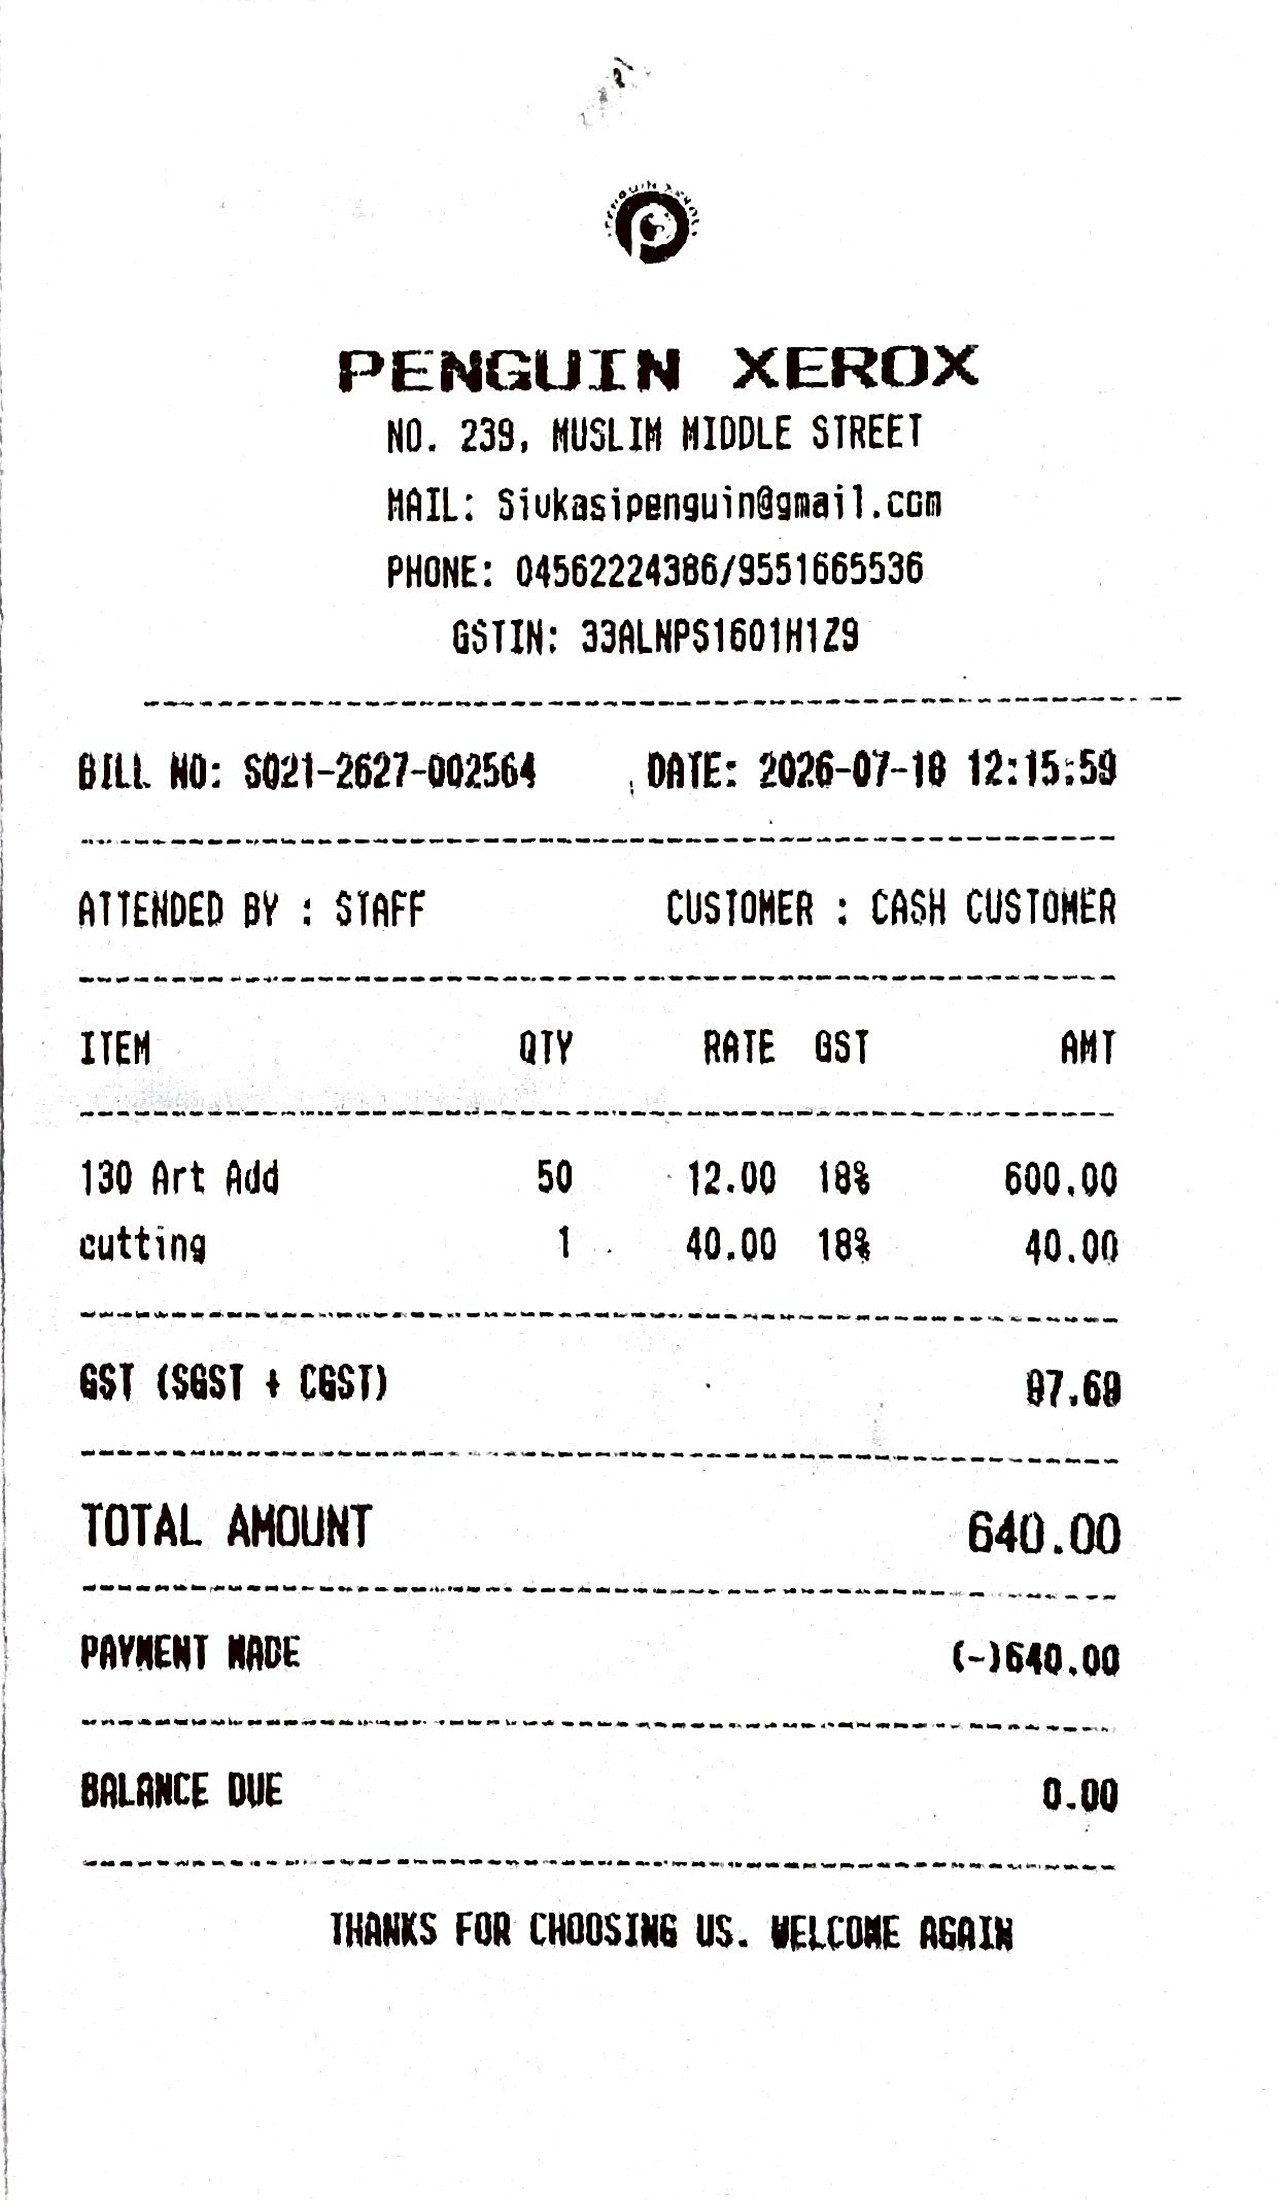 PENGUIN XEROX
PENGUIN XEROX
NO. 239, MUSLIM MIDDLE STREET
MAIL: Sivkasipenguin@gmail.com
PHONE: 04562224386/9551665536
GSTIN: 33ALNPS1601H1Z9
BILL NO: S021-2627-002564 DATE: 2026-07-18 12:15:59
ATTENDED BY : STAFF CUSTOMER : CASH CUSTOMER
ITEM QTY RATE GST AMT
130 Art Add 50 12.00 18% 600.00
cutting 1 40.00 18% 40.00
GST (SGST + CGST)
TOTAL AMOUNT 640.00
PAYMENT MADE (-)640.00
BALANCE DUE 0.00
THANKS FOR CHOOSING US. WELCOME AGAIN